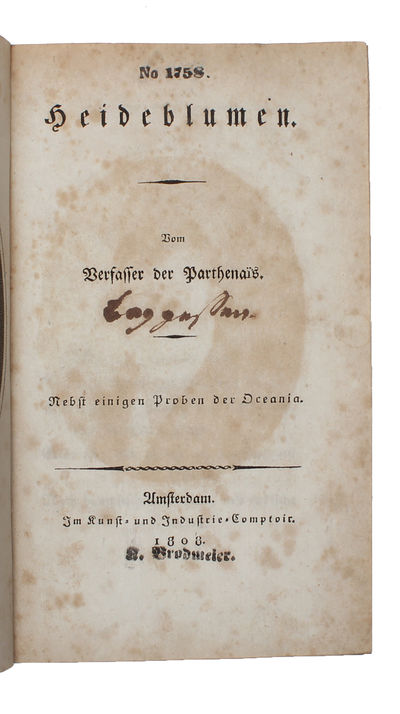 No 1758.
Heideblumen.
Vom
Verfasser der Parthenaïs.
Baggesen.
Nebst einigen Proben der Oceania.
Amsterdam.
Im Kunst- und Industrie-Comptoir.
1808.
K. Brodmeier.